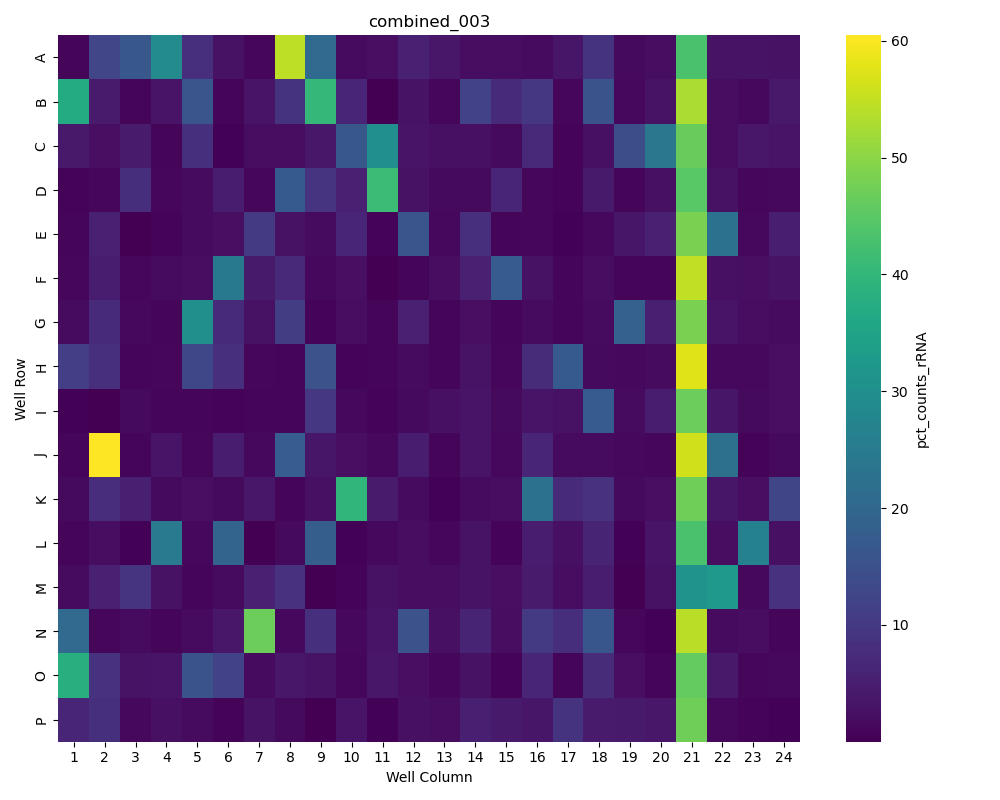 combined_003
Well Row
A
B
C
D
E
F
G
H
I
J
K
L
M
N
O
P
1 2 3 4 5 6 7 8 9 10 11 12 13 14 15 16 17 18 19 20 21 22 23 24
Well Column
60
50
40
30
20
10
pct_counts_rRNA